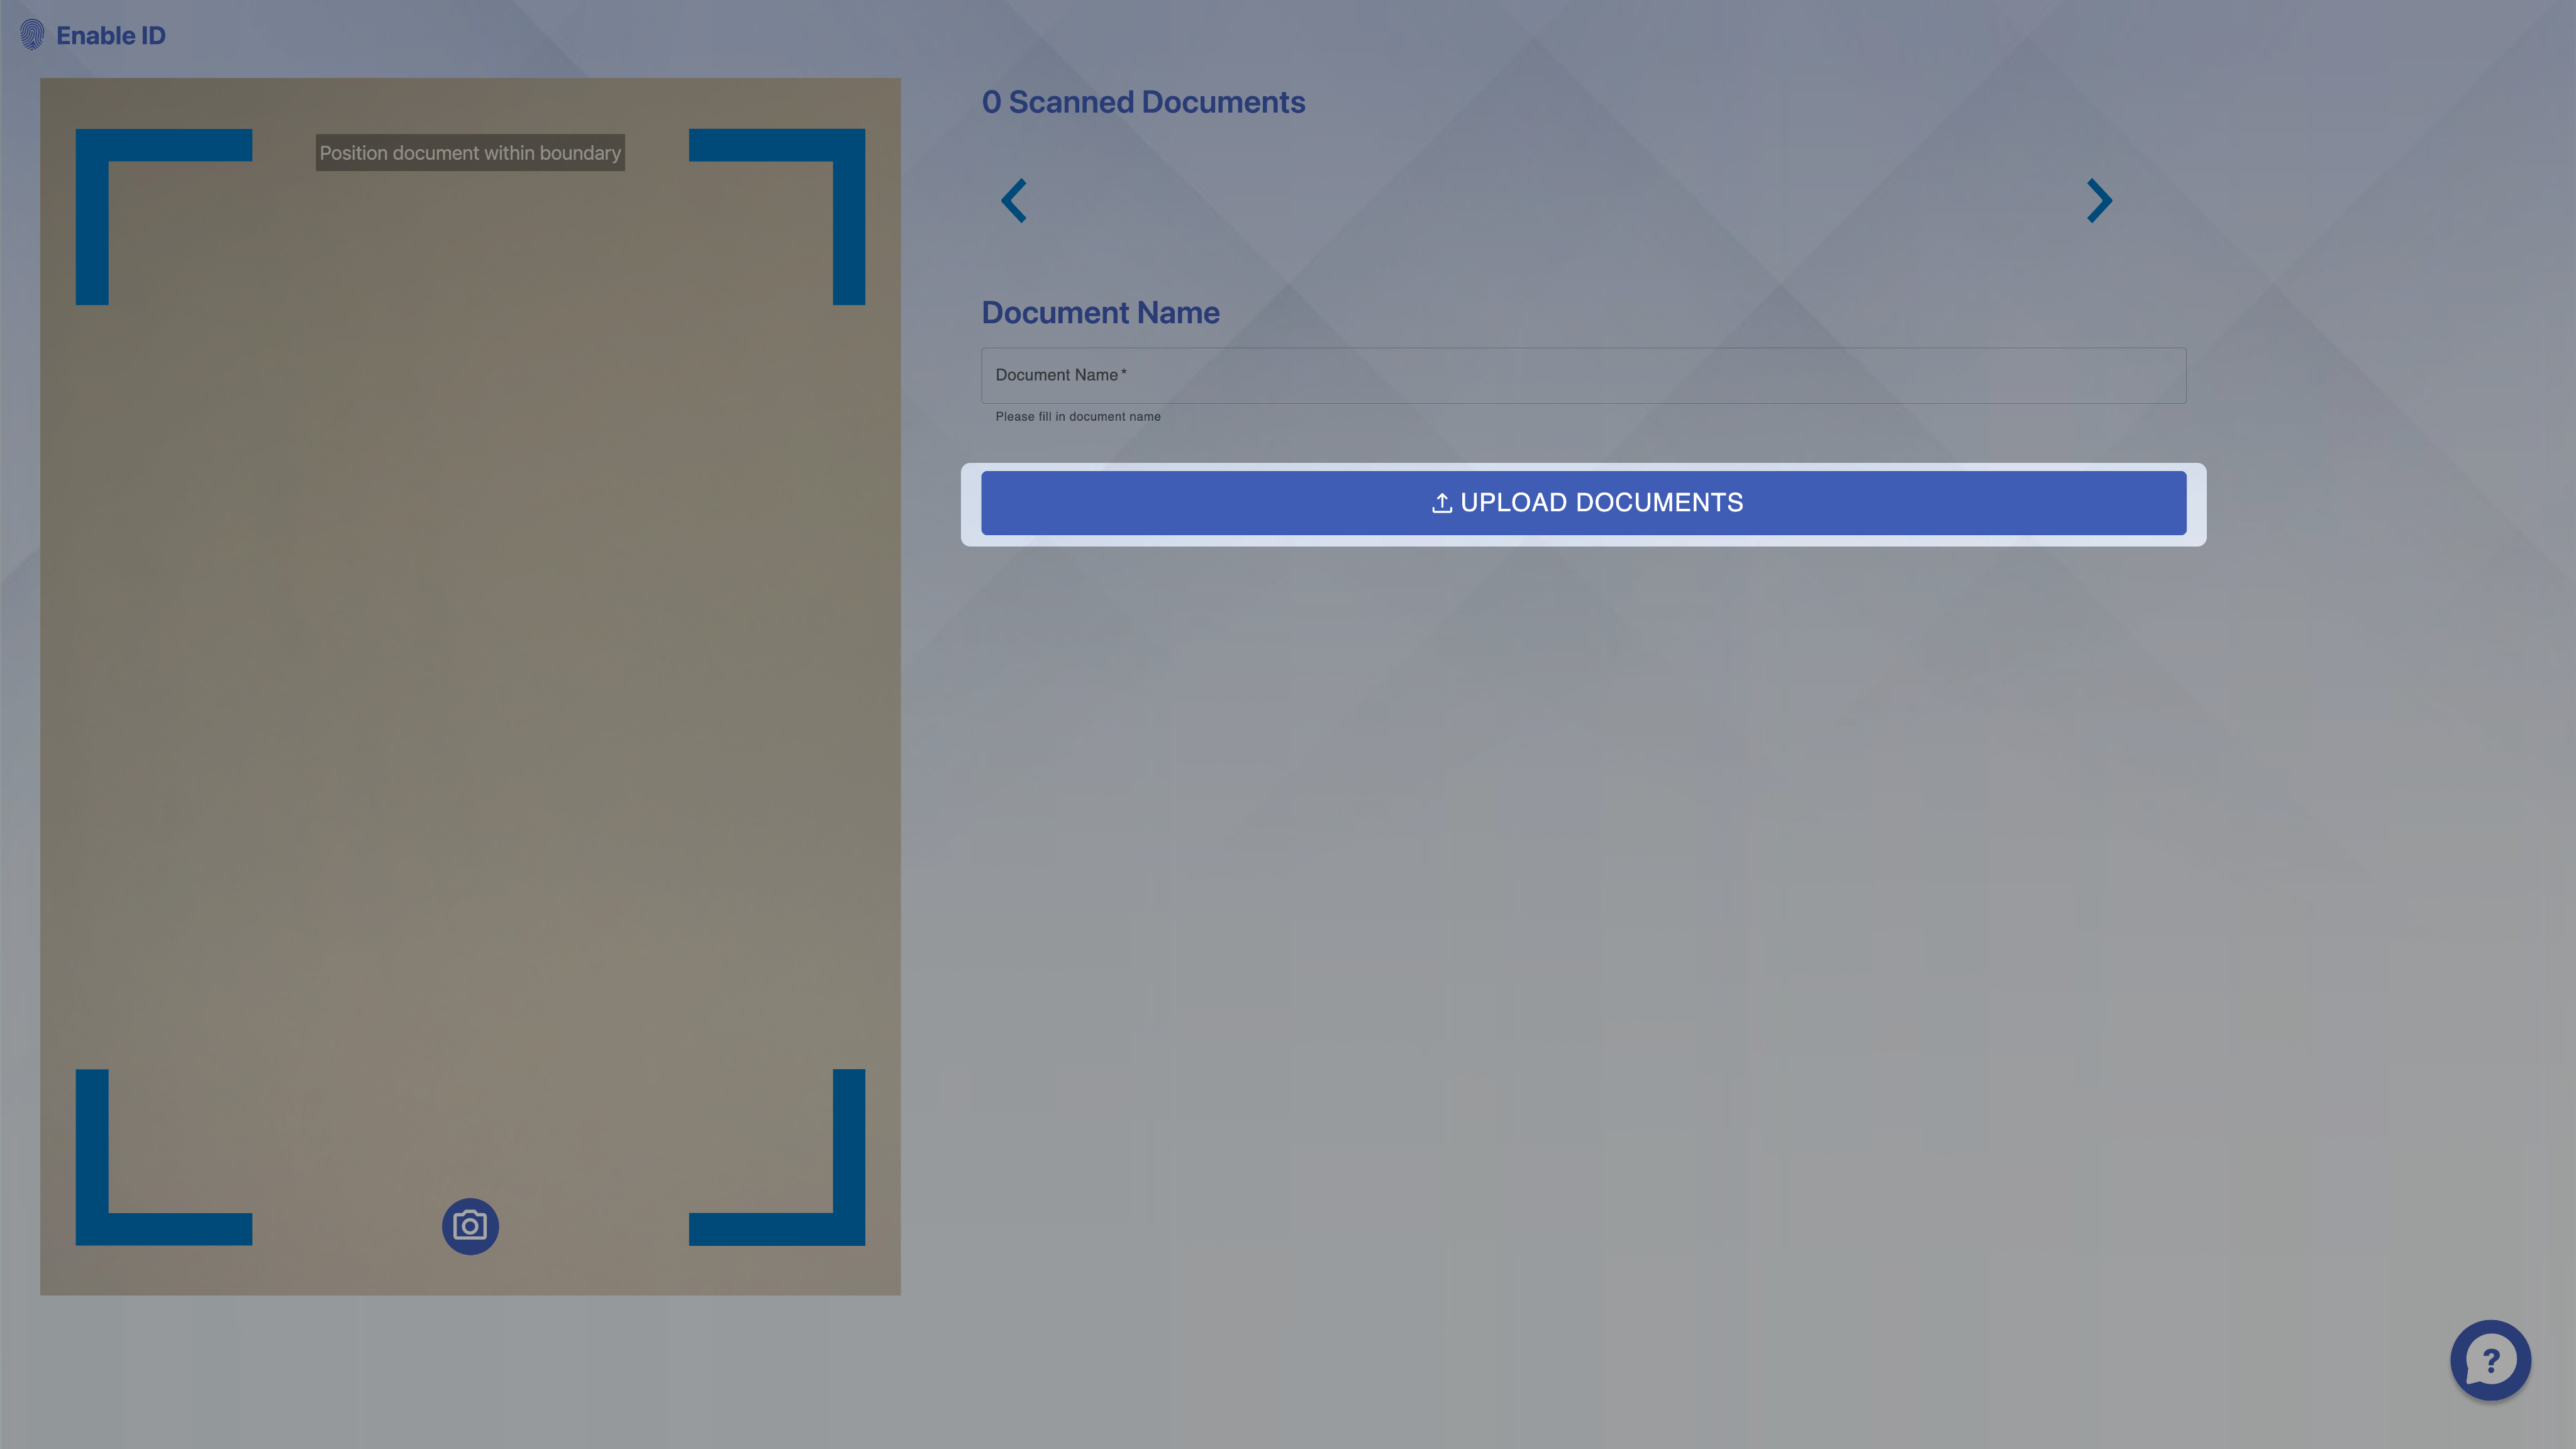 Enable ID
Position document within boundary
0 Scanned Documents
Document Name
Document Name *
Please fill in document name
UPLOAD DOCUMENTS
?